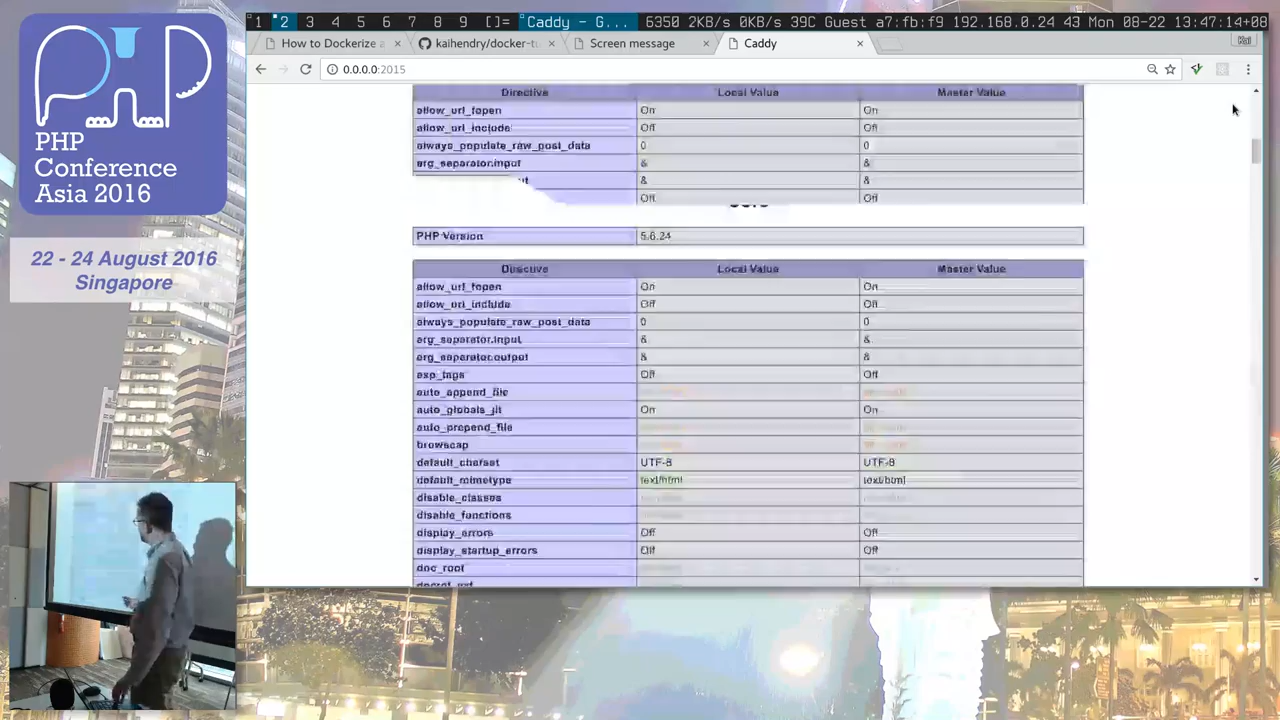 PHP
Conference
Asia 2016
22 - 24 August 2016
Singapore
1 2 3 4 5 6 7 8 9 []= Caddy - G... 6350 2KB/s 0KB/s 39C Guest a7:fb:f9 192.168.0.24 43 Mon 08-22 13:47:14+08
How to Dockerize a
kaihendry/docker-tu
Screen message
Caddy
Kai
0.0.0.0:2015
Directive Local Value Master Value
allow_url_fopen On On
allow_url_include Off Off
always_populate_raw_post_data 0 0
arg_separator.input & &
& &
Off Off
PHP Version 5.6.24
Directive Local Value Master Value
allow_url_fopen On On
allow_url_include Off Off
always_populate_raw_post_data 0 0
arg_separator.input & &
arg_separator.output & &
asp_tags Off Off
auto_append_file
auto_globals_jit On On
auto_prepend_file
browscap
default_charset UTF-8 UTF-8
default_mimetype text/html text/html
disable_classes
disable_functions
display_errors Off Off
display_startup_errors Off Off
doc_root